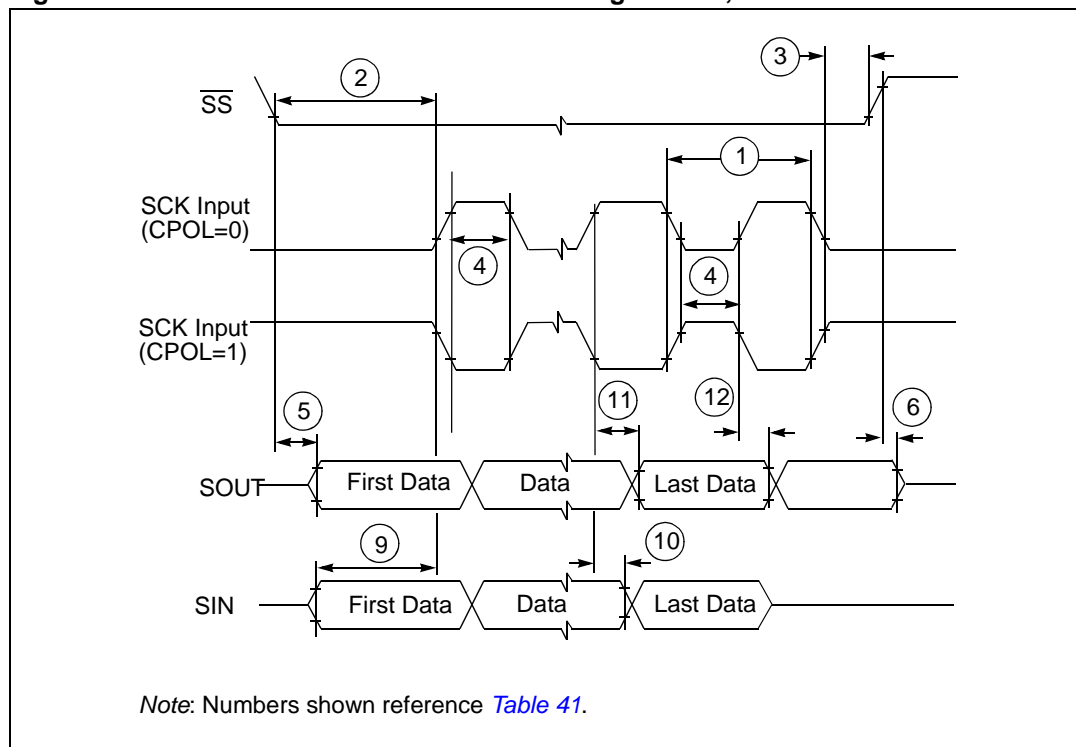 3
2
SS
1
SCK Input
(CPOL=0)
4
4
SCK Input
(CPOL=1)
5
11
12
6
SOUT
First Data
Data
Last Data
9
10
SIN
First Data
Data
Last Data
Note: Numbers shown reference Table 41.